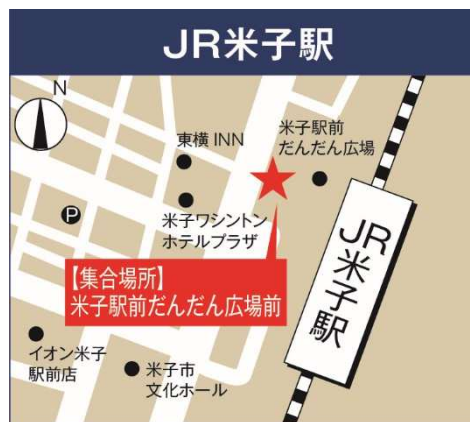 JR米子駅
N
東横 INN
米子駅前
だんだん広場
米子ワシントン
ホテルプラザ
P
JR米子駅
【集合場所】
米子駅前だんだん広場前
イオン米子
駅前店
米子市
文化ホール